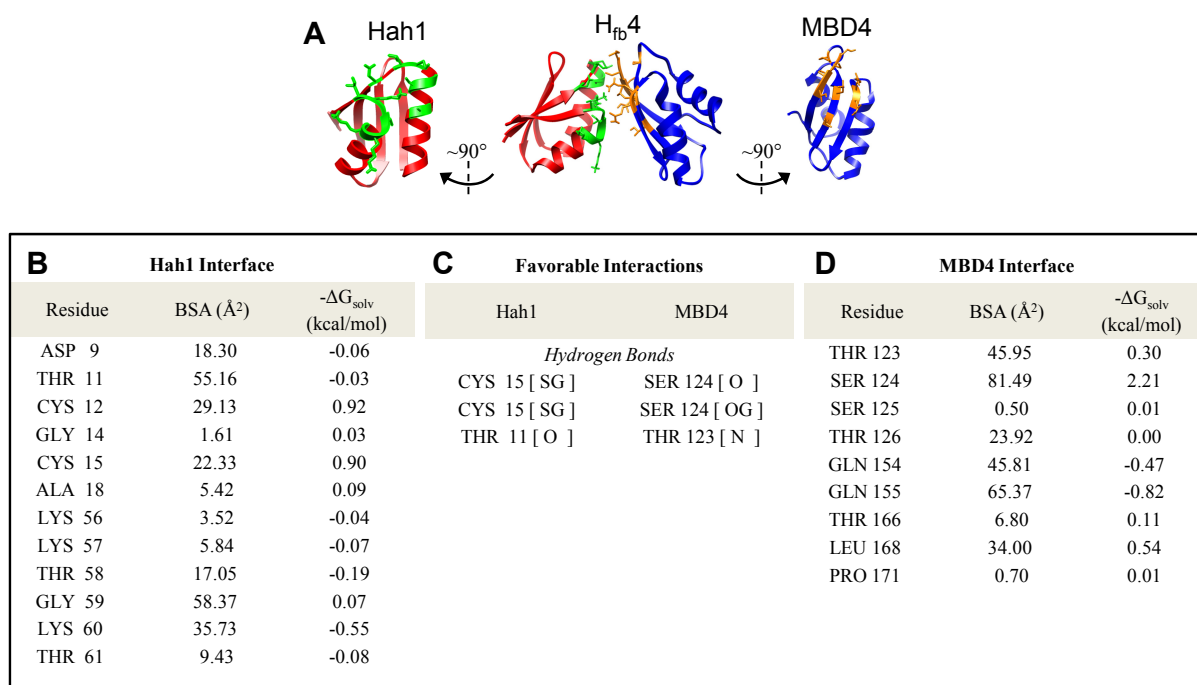 A
Hah1
H_fb4
MBD4
~90°
~90°
B Hah1 Interface
Residue BSA (Å²) -ΔG_solv (kcal/mol)
ASP 9 18.30 -0.06
THR 11 55.16 -0.03
CYS 12 29.13 0.92
GLY 14 1.61 0.03
CYS 15 22.33 0.90
ALA 18 5.42 0.09
LYS 56 3.52 -0.04
LYS 57 5.84 -0.07
THR 58 17.05 -0.19
GLY 59 58.37 0.07
LYS 60 35.73 -0.55
THR 61 9.43 -0.08
C Favorable Interactions
Hah1 MBD4
Hydrogen Bonds
CYS 15 [ SG ] SER 124 [ O ]
CYS 15 [ SG ] SER 124 [ OG ]
THR 11 [ O ] THR 123 [ N ]
D MBD4 Interface
Residue BSA (Å²) -ΔG_solv (kcal/mol)
THR 123 45.95 0.30
SER 124 81.49 2.21
SER 125 0.50 0.01
THR 126 23.92 0.00
GLN 154 45.81 -0.47
GLN 155 65.37 -0.82
THR 166 6.80 0.11
LEU 168 34.00 0.54
PRO 171 0.70 0.01